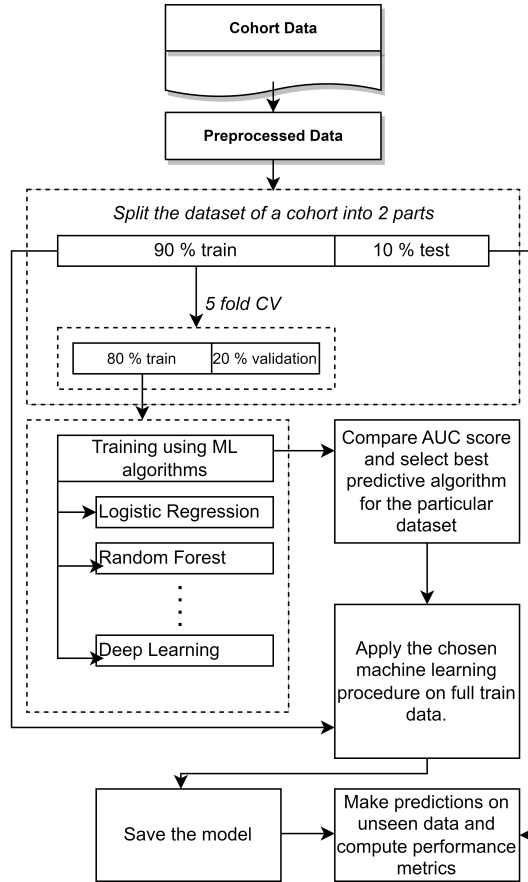 Cohort Data
Preprocessed Data
Split the dataset of a cohort into 2 parts
90 % train
10 % test
5 fold CV
80 % train
20 % validation
Training using ML
algorithms
Logistic Regression
Random Forest
Deep Learning
Compare AUC score
and select best
predictive algorithm
for the particular
dataset
Apply the chosen
machine learning
procedure on full train
data.
Save the model
Make predictions on
unseen data and
compute performance
metrics